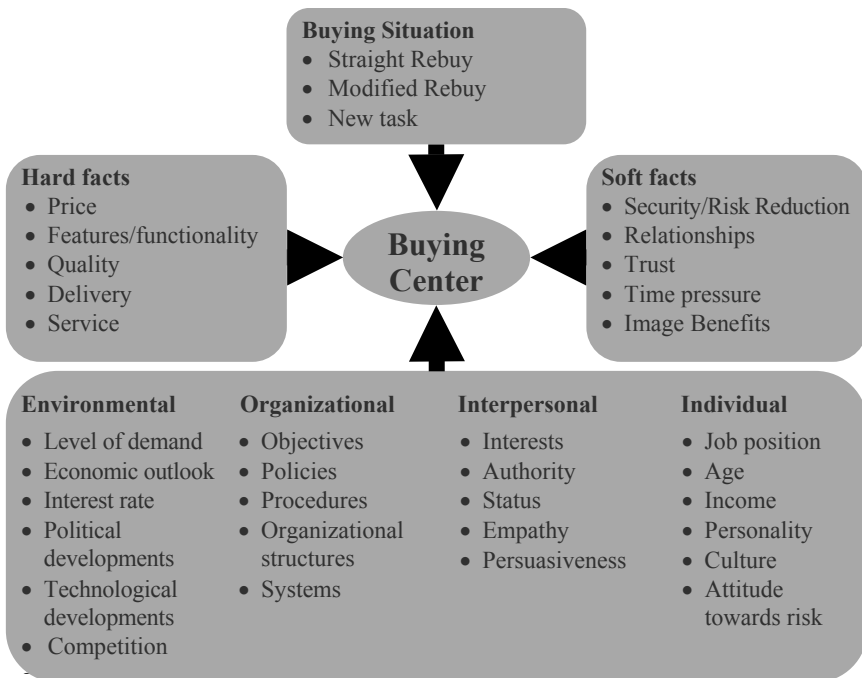 Buying Situation
• Straight Rebuy
• Modified Rebuy
• New task
Hard facts
• Price
• Features/functionality
• Quality
• Delivery
• Service
Buying
Center
Soft facts
• Security/Risk Reduction
• Relationships
• Trust
• Time pressure
• Image Benefits
Environmental
• Level of demand
• Economic outlook
• Interest rate
• Political
developments
• Technological
developments
• Competition
Organizational
• Objectives
• Policies
• Procedures
• Organizational
structures
• Systems
Interpersonal
• Interests
• Authority
• Status
• Empathy
• Persuasiveness
Individual
• Job position
• Age
• Income
• Personality
• Culture
• Attitude
towards risk